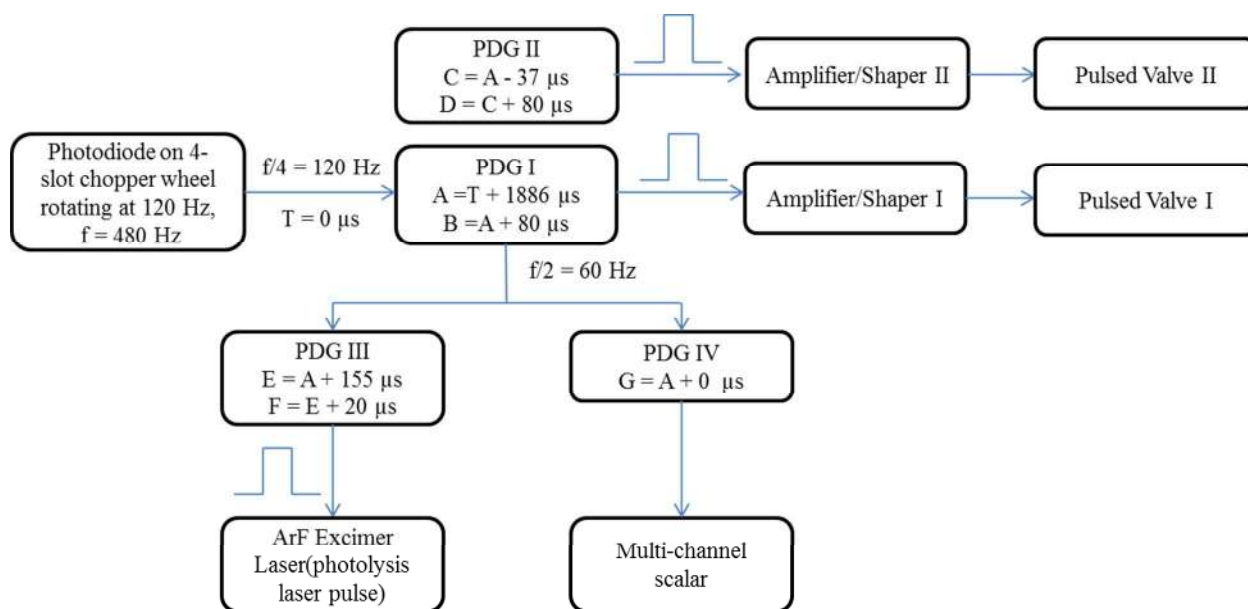 PDG II
C = A - 37 µs
D = C + 80 µs
Amplifier/Shaper II
Pulsed Valve II
Photodiode on 4-
slot chopper wheel
rotating at 120 Hz,
f = 480 Hz
f/4 = 120 Hz
T = 0 µs
PDG I
A =T + 1886 µs
B =A + 80 µs
Amplifier/Shaper I
Pulsed Valve I
f/2 = 60 Hz
PDG III
E = A + 155 µs
F = E + 20 µs
PDG IV
G = A + 0 µs
ArF Excimer
Laser(photolysis
laser pulse)
Multi-channel
scalar